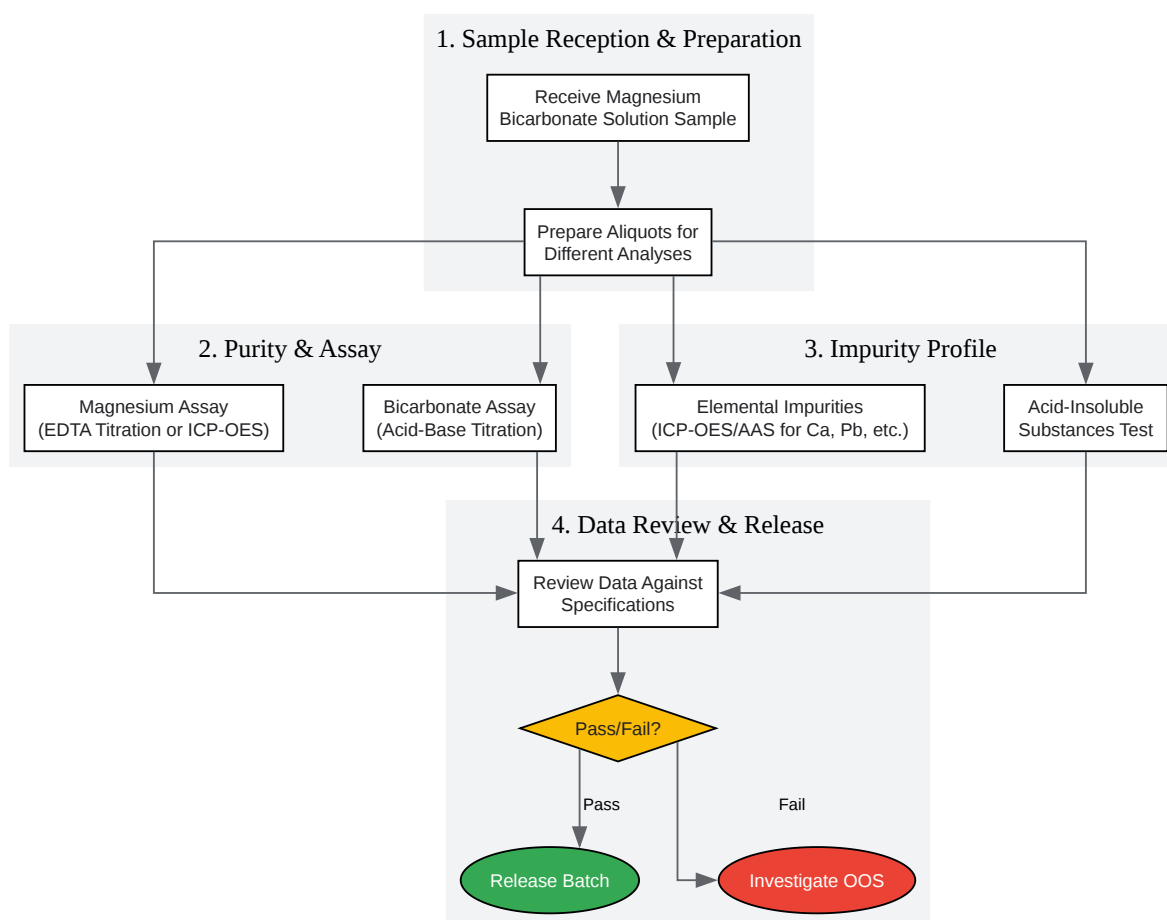 1. Sample Reception & Preparation
Receive Magnesium
Bicarbonate Solution Sample
Prepare Aliquots for
Different Analyses
2. Purity & Assay
3. Impurity Profile
Magnesium Assay
(EDTA Titration or ICP-OES)
Bicarbonate Assay
(Acid-Base Titration)
Elemental Impurities
(ICP-OES/AAS for Ca, Pb, etc.)
Acid-Insoluble
Substances Test
4. Data Review & Release
Review Data Against
Specifications
Pass/Fail?
Pass
Fail
Release Batch
Investigate OOS